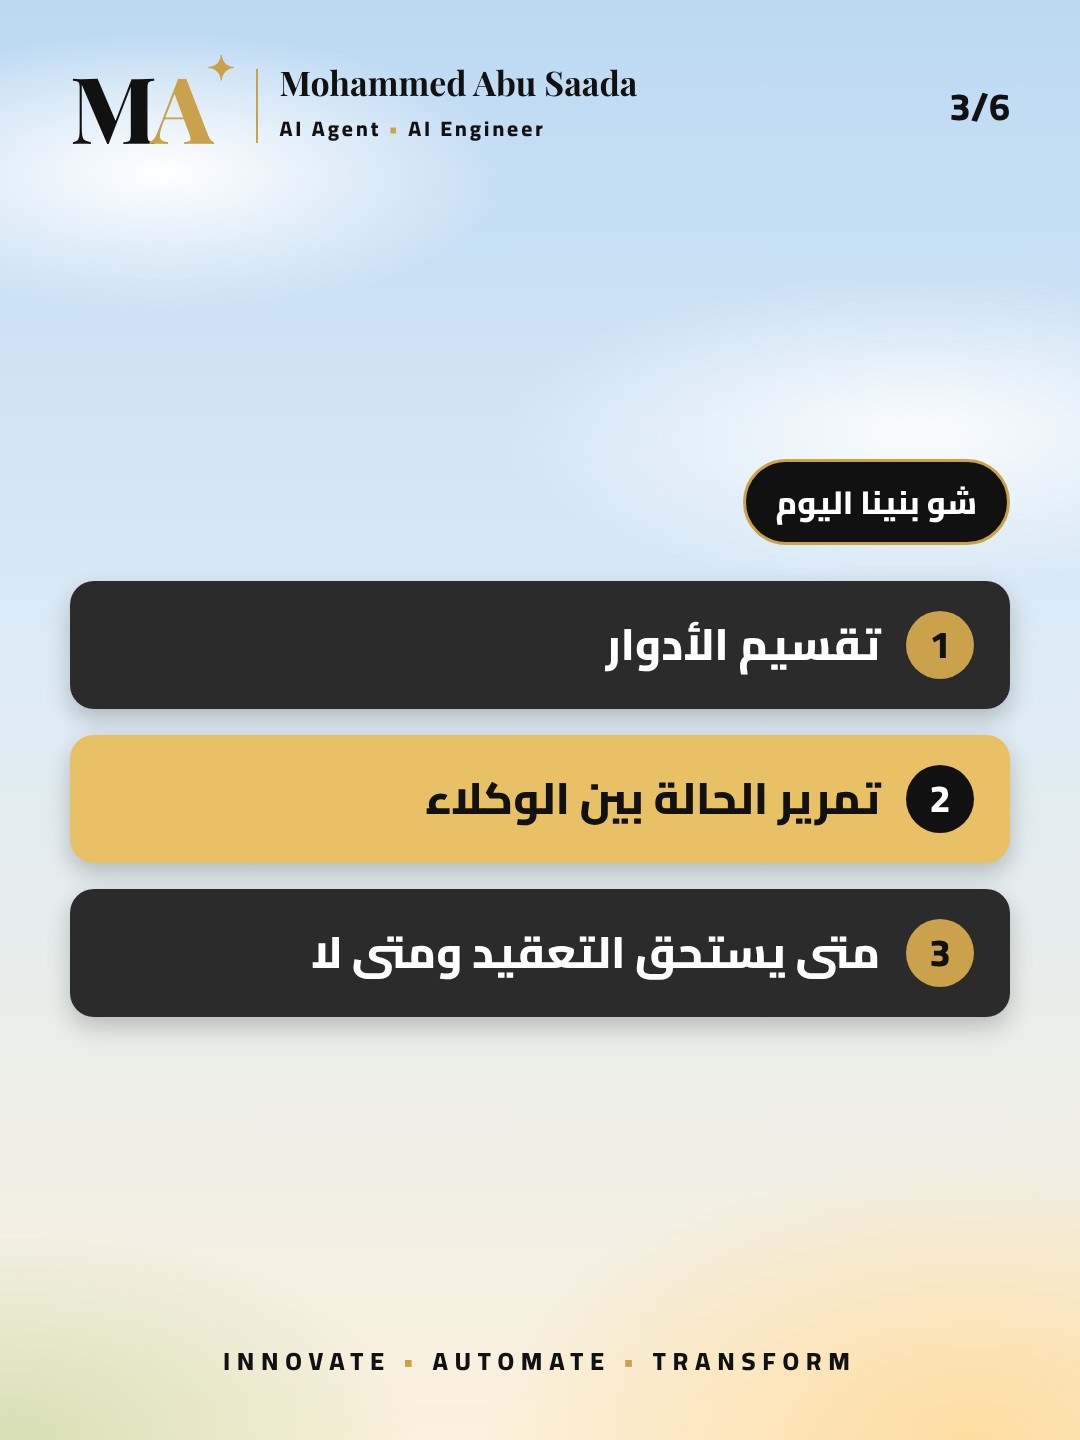 MA
Mohammed Abu Saada
AI Agent ▪ AI Engineer
3/6
شو بنينا اليوم
1 تقسيم الأدوار
2 تمرير الحالة بين الوكلاء
3 متى يستحق التعقيد ومتى لا
INNOVATE ▪ AUTOMATE ▪ TRANSFORM